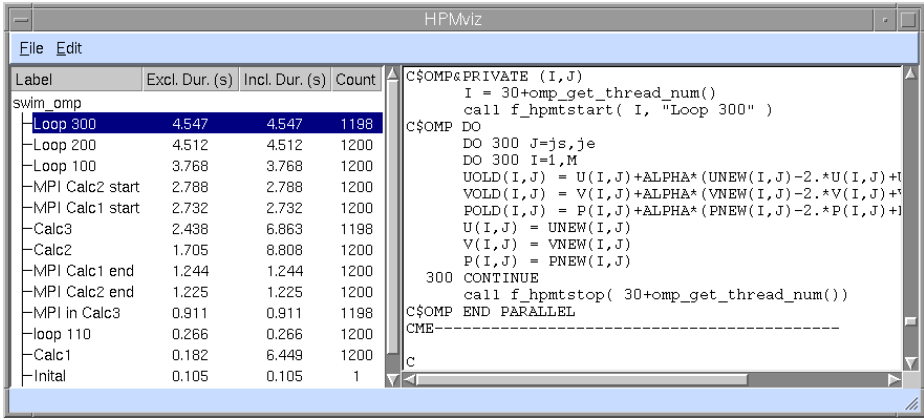 HPMviz
File Edit
Label Excl. Dur. (s) Incl. Dur. (s) Count
swim_omp
Loop 300 4.547 4.547 1198
Loop 200 4.512 4.512 1200
Loop 100 3.768 3.768 1200
MPI Calc2 start 2.788 2.788 1200
MPI Calc1 start 2.732 2.732 1200
Calc3 2.438 6.863 1198
Calc2 1.705 8.808 1200
MPI Calc1 end 1.244 1.244 1200
MPI Calc2 end 1.225 1.225 1200
MPI in Calc3 0.911 0.911 1198
loop 110 0.266 0.266 1200
Calc1 0.182 6.449 1200
Inital 0.105 0.105 1
C$OMP&PRIVATE (I,J)
I = 30+omp_get_thread_num()
call f_hpmtstart( I, "Loop 300" )
C$OMP DO
DO 300 J=js,je
DO 300 I=1,M
UOLD(I,J) = U(I,J)+ALPHA*(UNEW(I,J)-2.*U(I,J)+U
VOLD(I,J) = V(I,J)+ALPHA*(VNEW(I,J)-2.*V(I,J)+
POLD(I,J) = P(I,J)+ALPHA*(PNEW(I,J)-2.*P(I,J)+
U(I,J) = UNEW(I,J)
V(I,J) = VNEW(I,J)
P(I,J) = PNEW(I,J)
300 CONTINUE
call f_hpmtstop( 30+omp_get_thread_num())
C$OMP END PARALLEL
CME-------------------------------------------
C